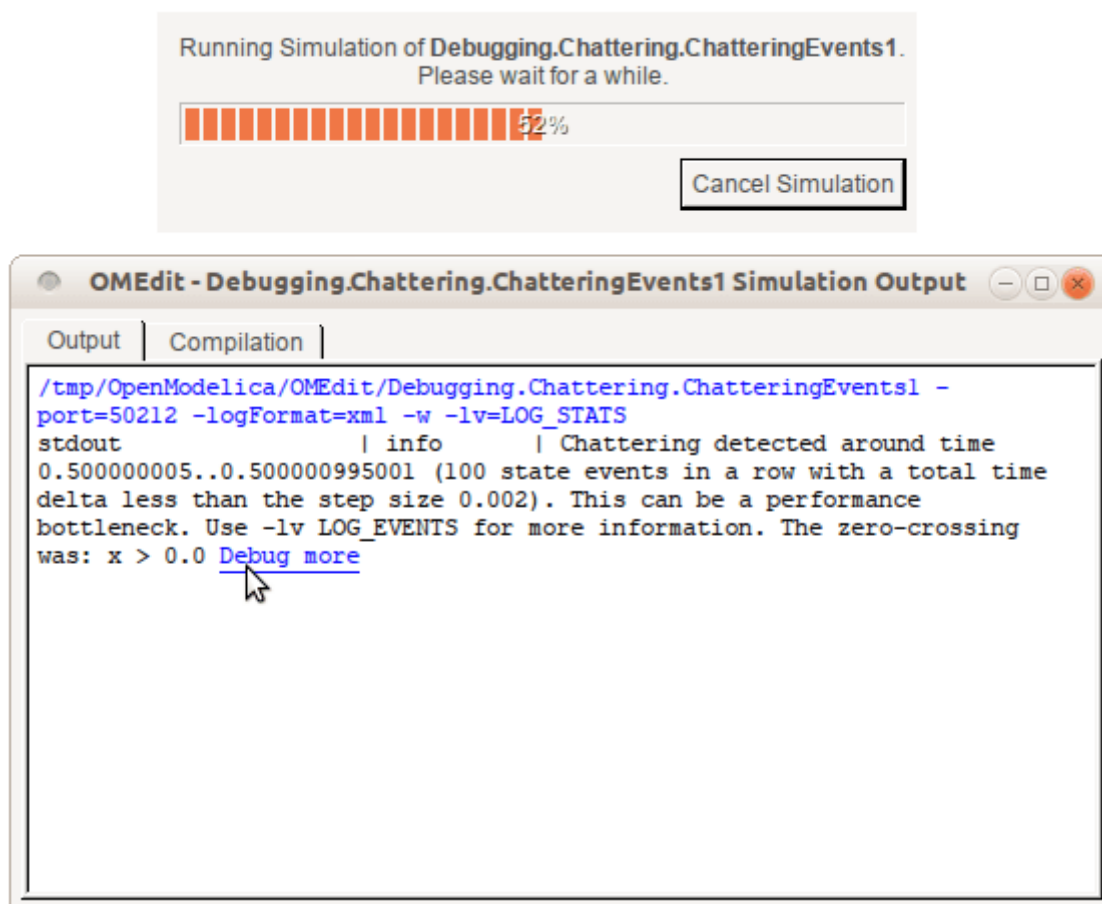 Running Simulation of Debugging.Chattering.ChatteringEvents1.
Please wait for a while.
52%
Cancel Simulation
OMEdit - Debugging.Chattering.ChatteringEvents1 Simulation Output
Output Compilation
/tmp/OpenModelica/OMEdit/Debugging.Chattering.ChatteringEvents1 -
port=50212 -logFormat=xml -w -lv=LOG_STATS
stdout | info | Chattering detected around time
0.500000005..0.500000995001 (100 state events in a row with a total time
delta less than the step size 0.002). This can be a performance
bottleneck. Use -lv LOG_EVENTS for more information. The zero-crossing
was: x > 0.0 Debug more